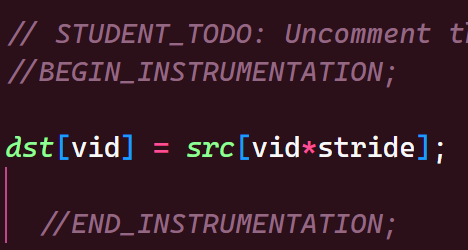 // STUDENT_TODO: Uncomment
//BEGIN_INSTRUMENTATION;
dst[vid] = src[vid*stride];
//END_INSTRUMENTATION;